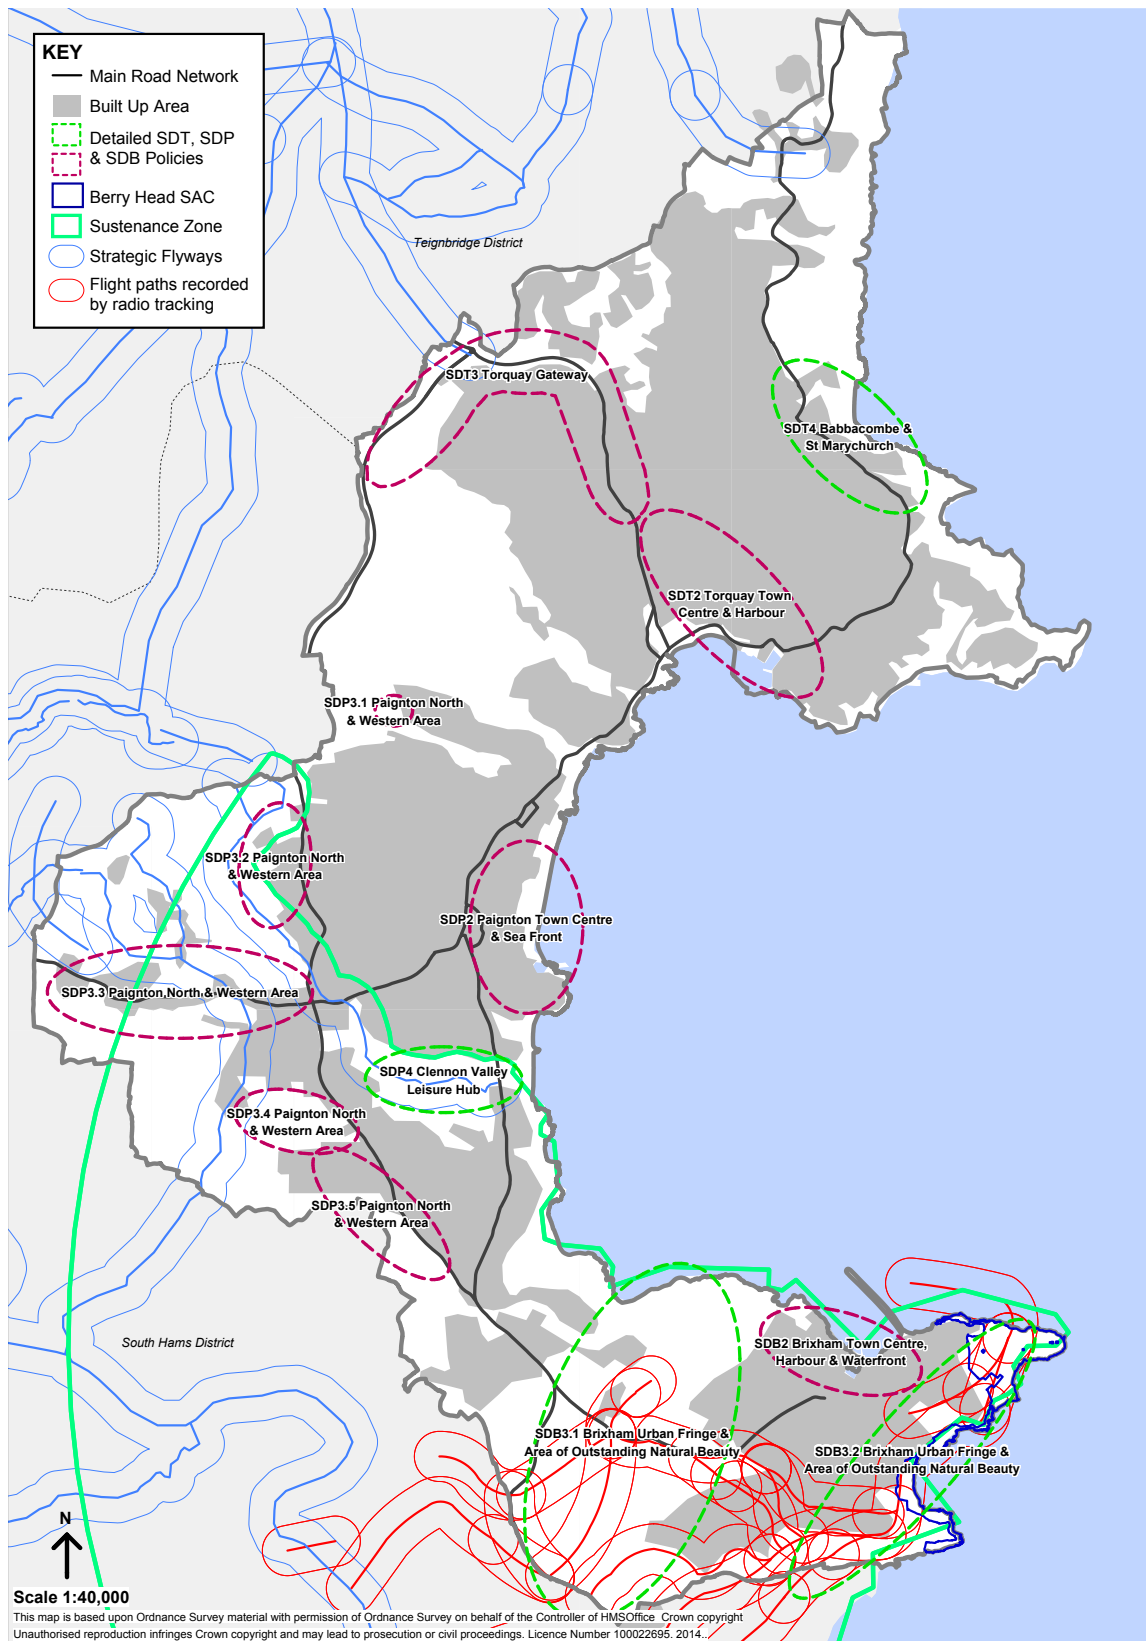 KEY
Main Road Network
Built Up Area
Detailed SDT, SDP
& SDB Policies
Berry Head SAC
Sustenance Zone
Strategic Flyways
Flight paths recorded
by radio tracking
Teignbridge District
SDT3 Torquay Gateway
SDT4 Babbacombe &
St Marychurch
SDT2 Torquay Town
Centre & Harbour
SDP3.1 Paignton North
& Western Area
SDP3.2 Paignton North
& Western Area
SDP2 Paignton Town Centre
& Sea Front
SDP3.3 Paignton North & Western Area
SDP4 Clennon Valley
Leisure Hub
SDP3.4 Paignton North
& Western Area
SDP3.5 Paignton North
& Western Area
South Hams District
SDB2 Brixham Town Centre,
Harbour & Waterfront
SDB3.1 Brixham Urban Fringe &
Area of Outstanding Natural Beauty
SDB3.2 Brixham Urban Fringe &
Area of Outstanding Natural Beauty
N
Scale 1:40,000
This map is based upon Ordnance Survey material with permission of Ordnance Survey on behalf of the Controller of HMSOffice Crown copyright
Unauthorised reproduction infringes Crown copyright and may lead to prosecution or civil proceedings. Licence Number 100022695. 2014..